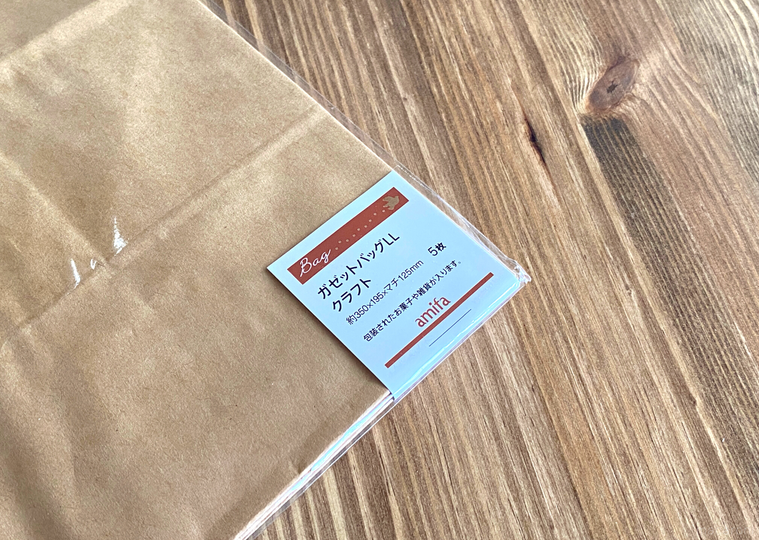 Bag
ガゼットバッグLL
クラフト
約350×195×マチ125mm 5枚
包装されたお菓子や雑貨が入ります。
amifa